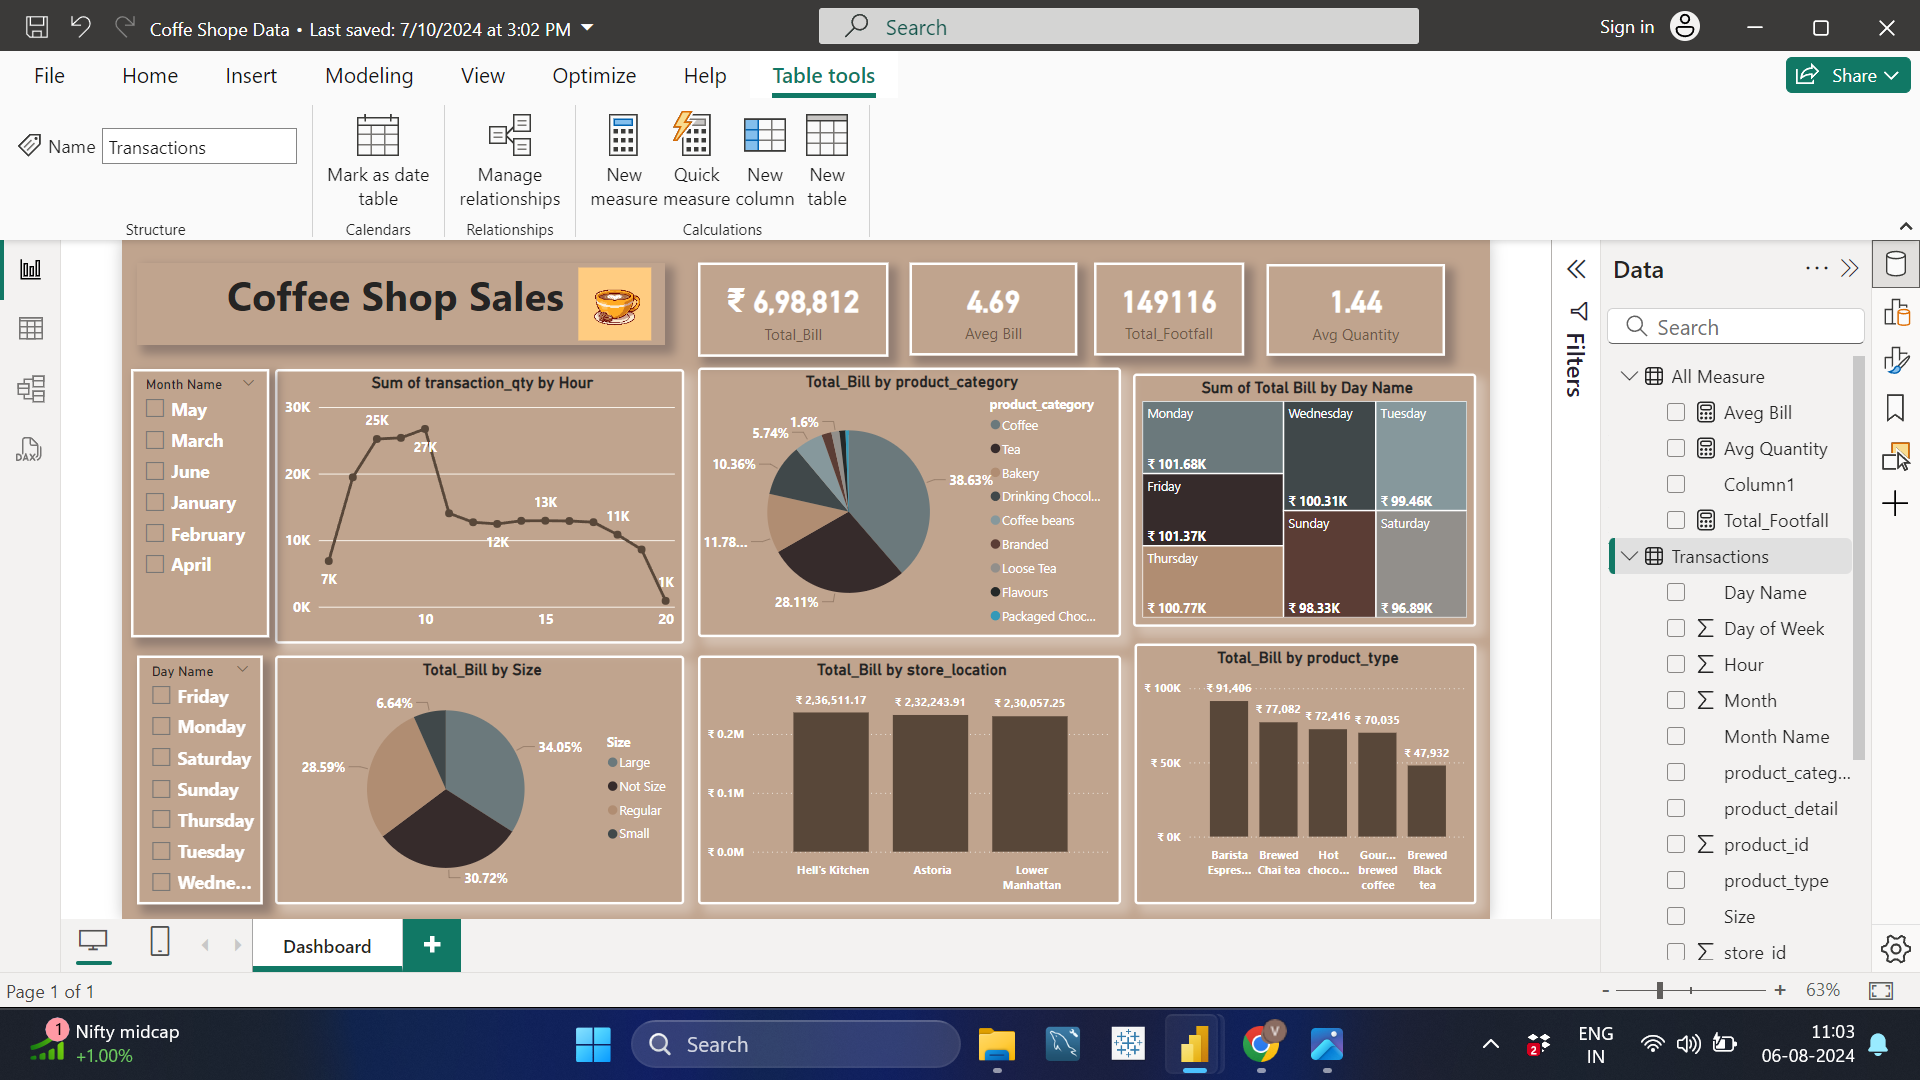 Coffe Shope Data • Last saved: 7/10/2024 at 3:02 PM
Search
Sign in
File
Home
Insert
Modeling
View
Optimize
Help
Table tools
Share
Name
Transactions
Mark as date
table
Manage
relationships
New
measure
Quick
measure
New
column
New
table
Structure
Calendars
Relationships
Calculations
Coffee Shop Sales
₹ 6,98,812
Total_Bill
4.69
Aveg Bill
149116
Total_Footfall
1.44
Avg Quantity
Month Name
May
March
June
January
February
April
Sum of transaction_qty by Hour
30K
20K
10K
0K
7K
25K
27K
12K
13K
11K
1K
10
15
20
Total_Bill by product_category
1.6%
5.74%
10.36%
11.78...
28.11%
38.63%
product_category
Coffee
Tea
Bakery
Drinking Chocol...
Coffee beans
Branded
Loose Tea
Flavours
Packaged Choc...
Sum of Total Bill by Day Name
Monday
₹ 101.68K
Friday
₹ 101.37K
Thursday
₹ 100.77K
Wednesday
₹ 100.31K
Sunday
₹ 98.33K
Tuesday
₹ 99.46K
Saturday
₹ 96.89K
Day Name
Friday
Monday
Saturday
Sunday
Thursday
Tuesday
Wedne...
Total_Bill by Size
6.64%
28.59%
34.05%
30.72%
Size
Large
Not Size
Regular
Small
Total_Bill by store_location
₹ 0.2M
₹ 0.1M
₹ 0.0M
₹ 2,36,511.17
₹ 2,32,243.91
₹ 2,30,057.25
Hell's Kitchen
Astoria
Lower
Manhattan
Total_Bill by product_type
₹ 100K
₹ 50K
₹ 0K
₹ 91,406
₹ 77,082
₹ 72,416
₹ 70,035
₹ 47,932
Barista
Espres...
Brewed
Chai tea
Hot
choco...
Gour...
brewed
coffee
Brewed
Black
tea
Filters
Data
Search
All Measure
Aveg Bill
Avg Quantity
Column1
Total_Footfall
Transactions
Day Name
Day of Week
Hour
Month
Month Name
product_categ...
product_detail
product_id
product_type
Size
store_id
DAX
Dashboard
Page 1 of 1
- + 63%
1
Nifty midcap
+1.00%
Search
V
2
ENG
IN
11:03
06-08-2024